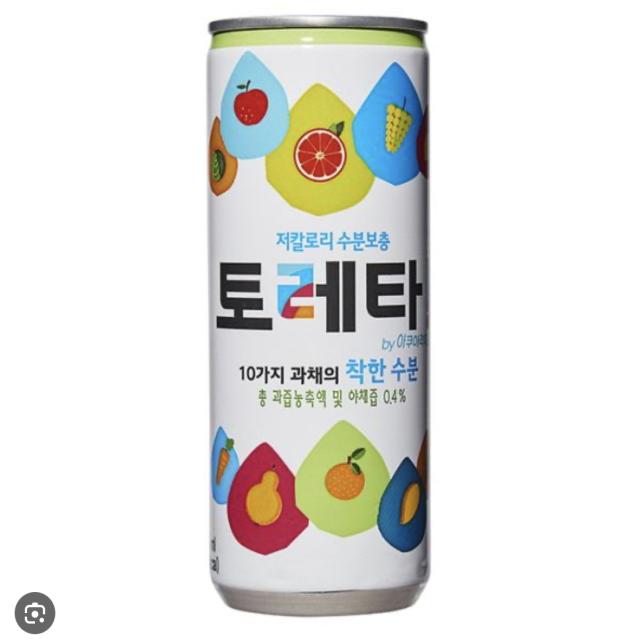 저칼로리 수분보충
토레타
by 아쿠아
10가지 과채의 착한 수분
총 과즙농축액 및 야채즙 0.4%